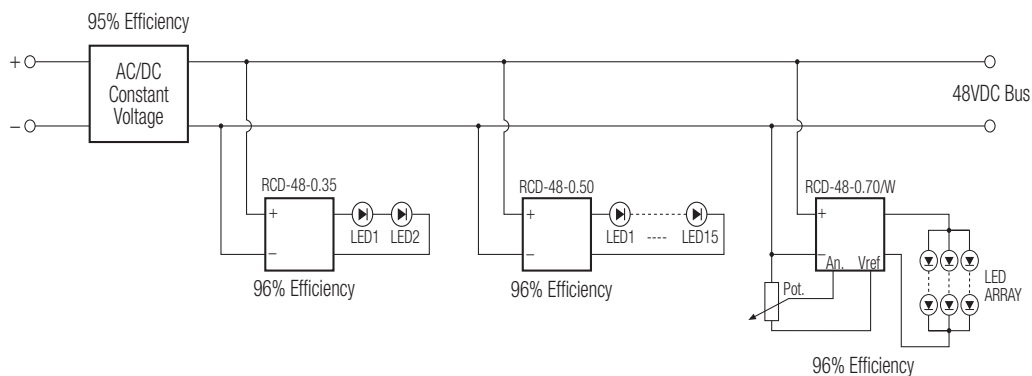 95% Efficiency
+
AC/DC
Constant
Voltage
–
48VDC Bus
RCD-48-0.35
+
–
LED1
LED2
96% Efficiency
RCD-48-0.50
+
–
LED1 ---- LED15
96% Efficiency
RCD-48-0.70/W
+
–
An. Vref
Pot.
LED
ARRAY
96% Efficiency